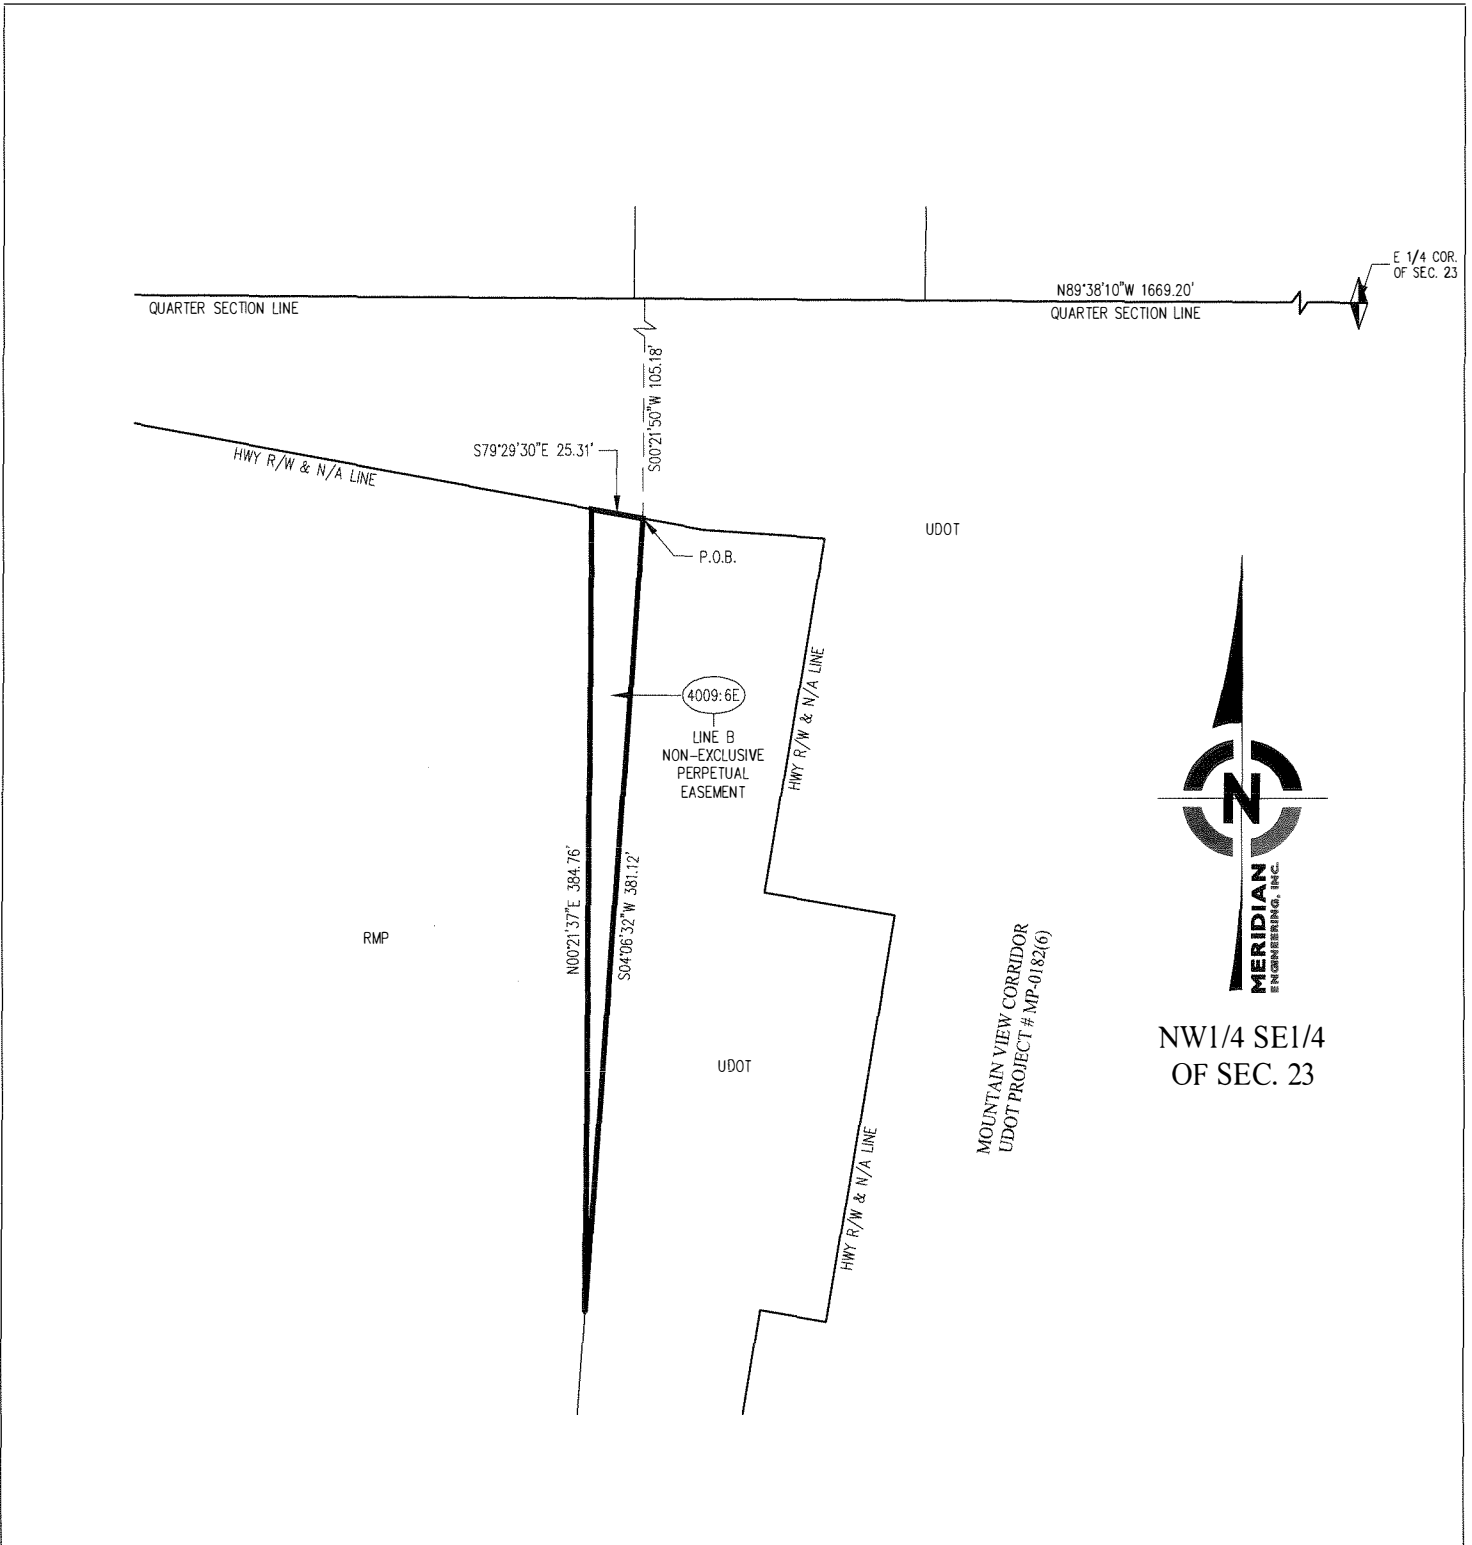 E 1/4 COR.
OF SEC. 23
N89°38'10"W 1669.20'
QUARTER SECTION LINE
QUARTER SECTION LINE
S00°21'50"W 105.18'
S79°29'30"E 25.31'
HWY R/W & N/A LINE
UDOT
P.O.B.
HWY R/W & N/A LINE
4009:6E
LINE B
NON-EXCLUSIVE
PERPETUAL
EASEMENT
N
MERIDIAN
ENGINEERING, INC.
N00°21'37"E 384.76'
S04°06'32"W 381.12'
RMP
MOUNTAIN VIEW CORRIDOR
UDOT PROJECT # MP-0182(6)
NW1/4 SE1/4
OF SEC. 23
UDOT
HWY R/W & N/A LINE